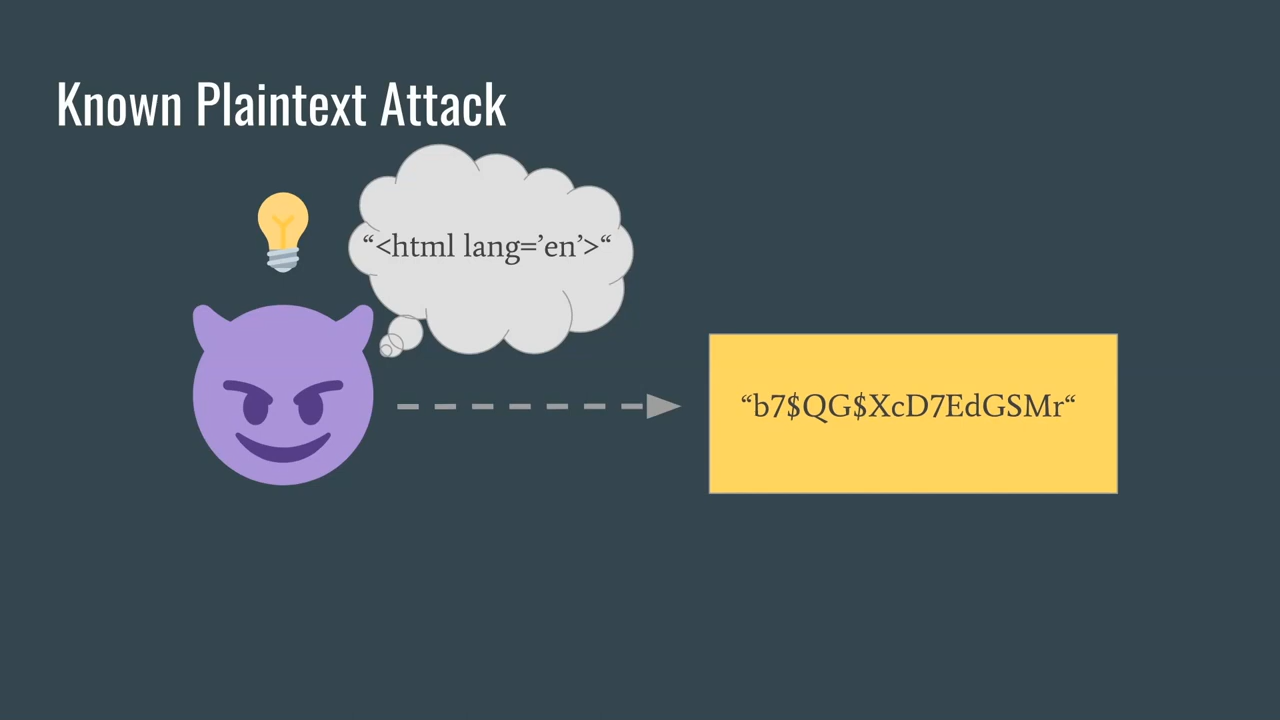 Known Plaintext Attack
“<html lang=’en’>“
“b7$QG$XcD7EdGSMr“